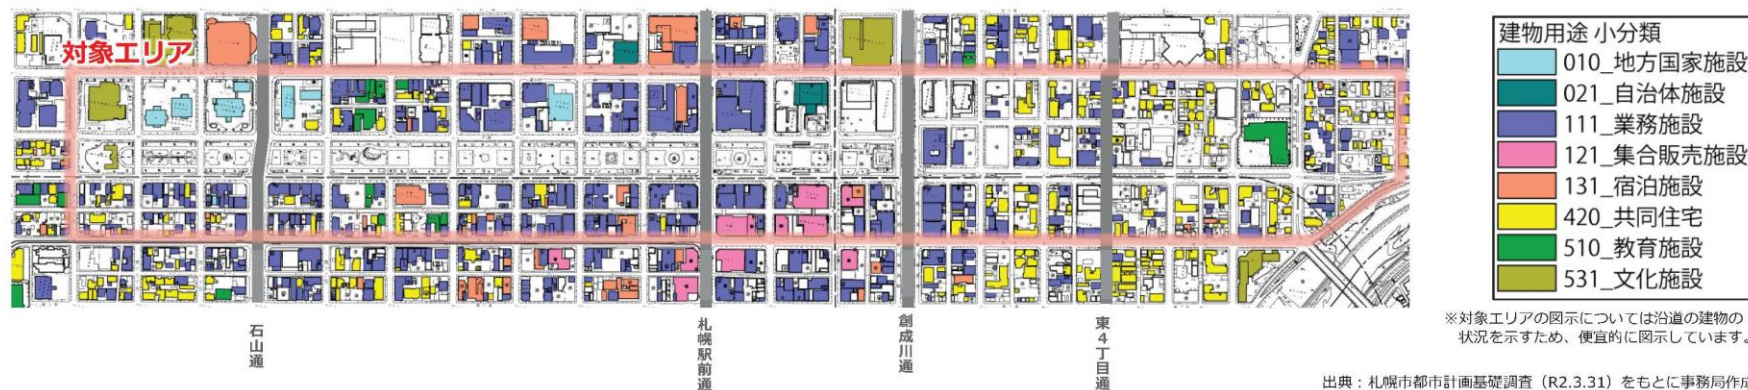 対象エリア
建物用途 小分類
010_地方国家施設
021_自治体施設
111_業務施設
121_集合販売施設
131_宿泊施設
420_共同住宅
510_教育施設
531_文化施設
石山通
札幌駅前通
創成川通
東4丁目通
※対象エリアの図示については沿道の建物の
状況を示すため、便宜的に図示しています。
出典：札幌市都市計画基礎調査（R2.3.31）をもとに事務局作成